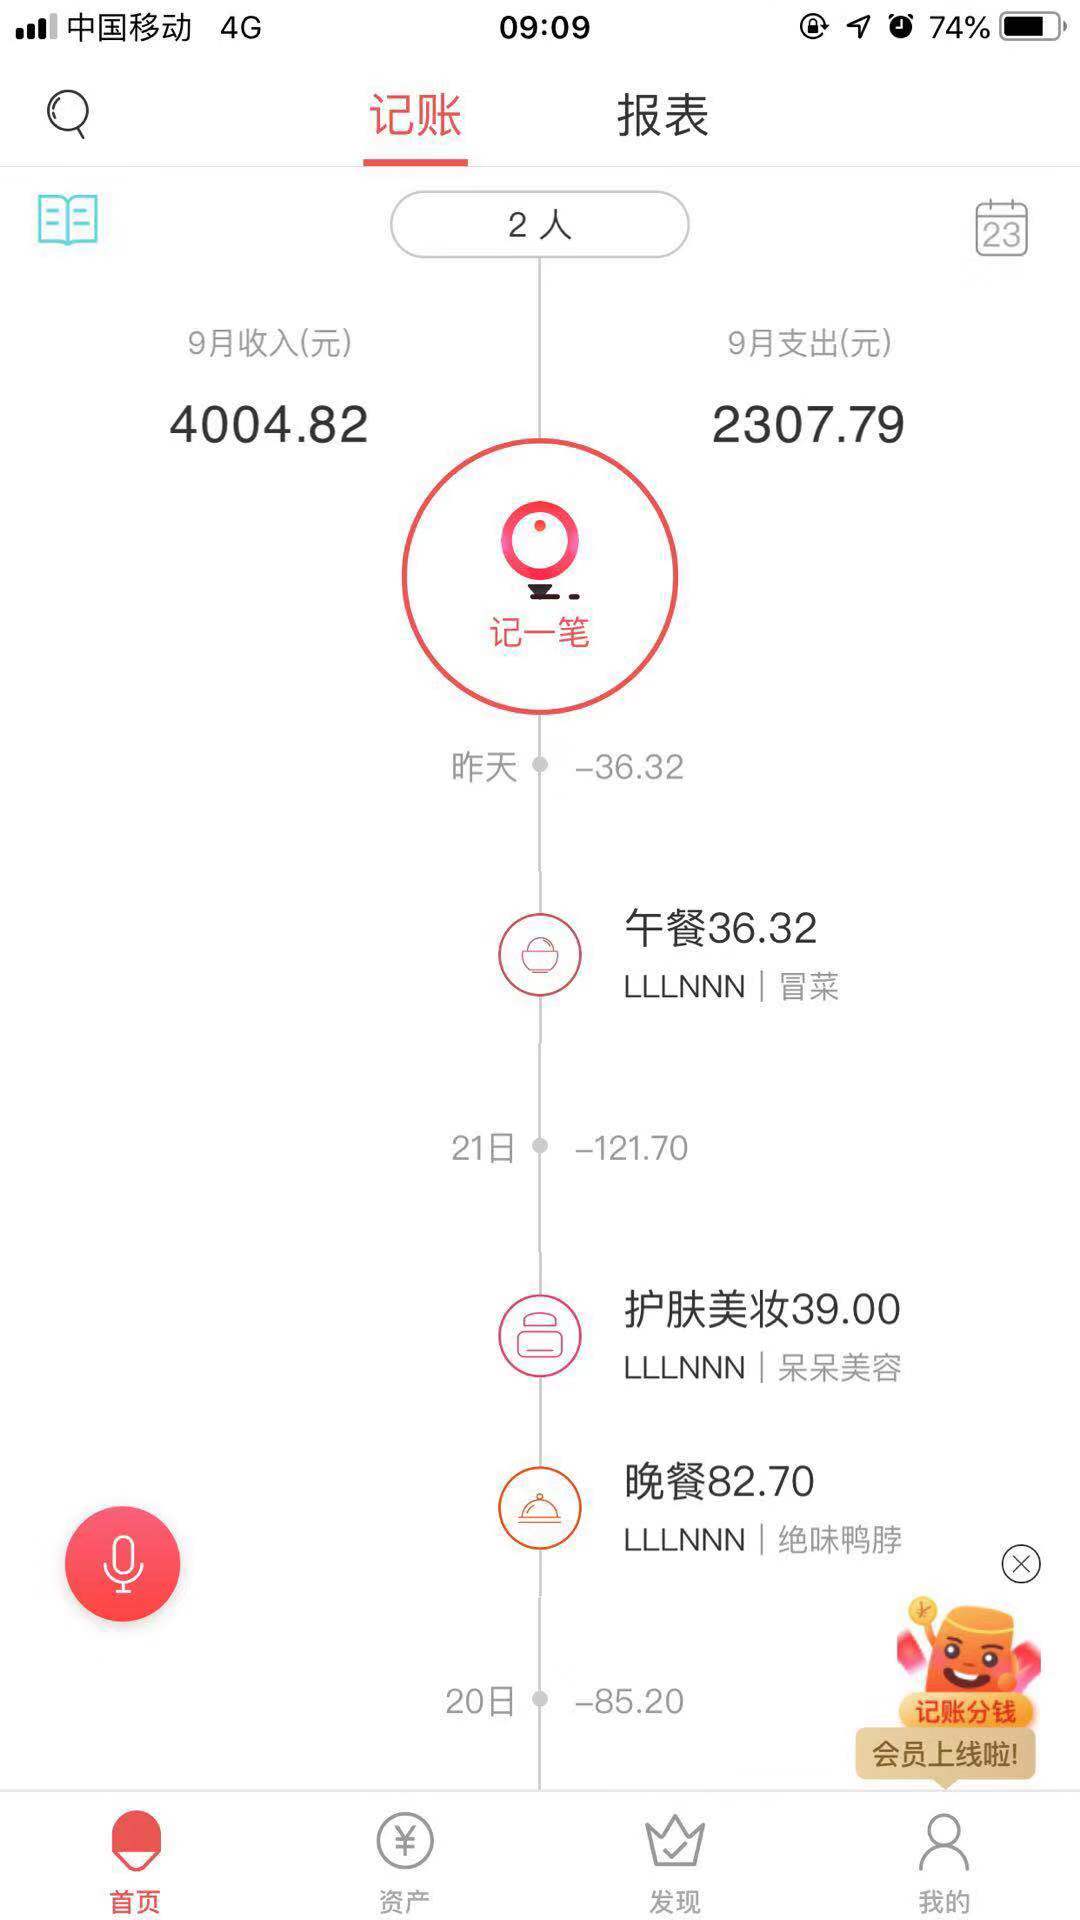 中国移动 4G 09:09 74%
记账 报表
2 人
23
9月收入(元) 9月支出(元)
4004.82 2307.79
记一笔
昨天 -36.32
午餐36.32
LLLNNN | 冒菜
21日 -121.70
护肤美妆39.00
LLLNNN | 呆呆美容
晚餐82.70
LLLNNN | 绝味鸭脖
20日 -85.20
记账分钱
会员上线啦!
首页 资产 发现 我的